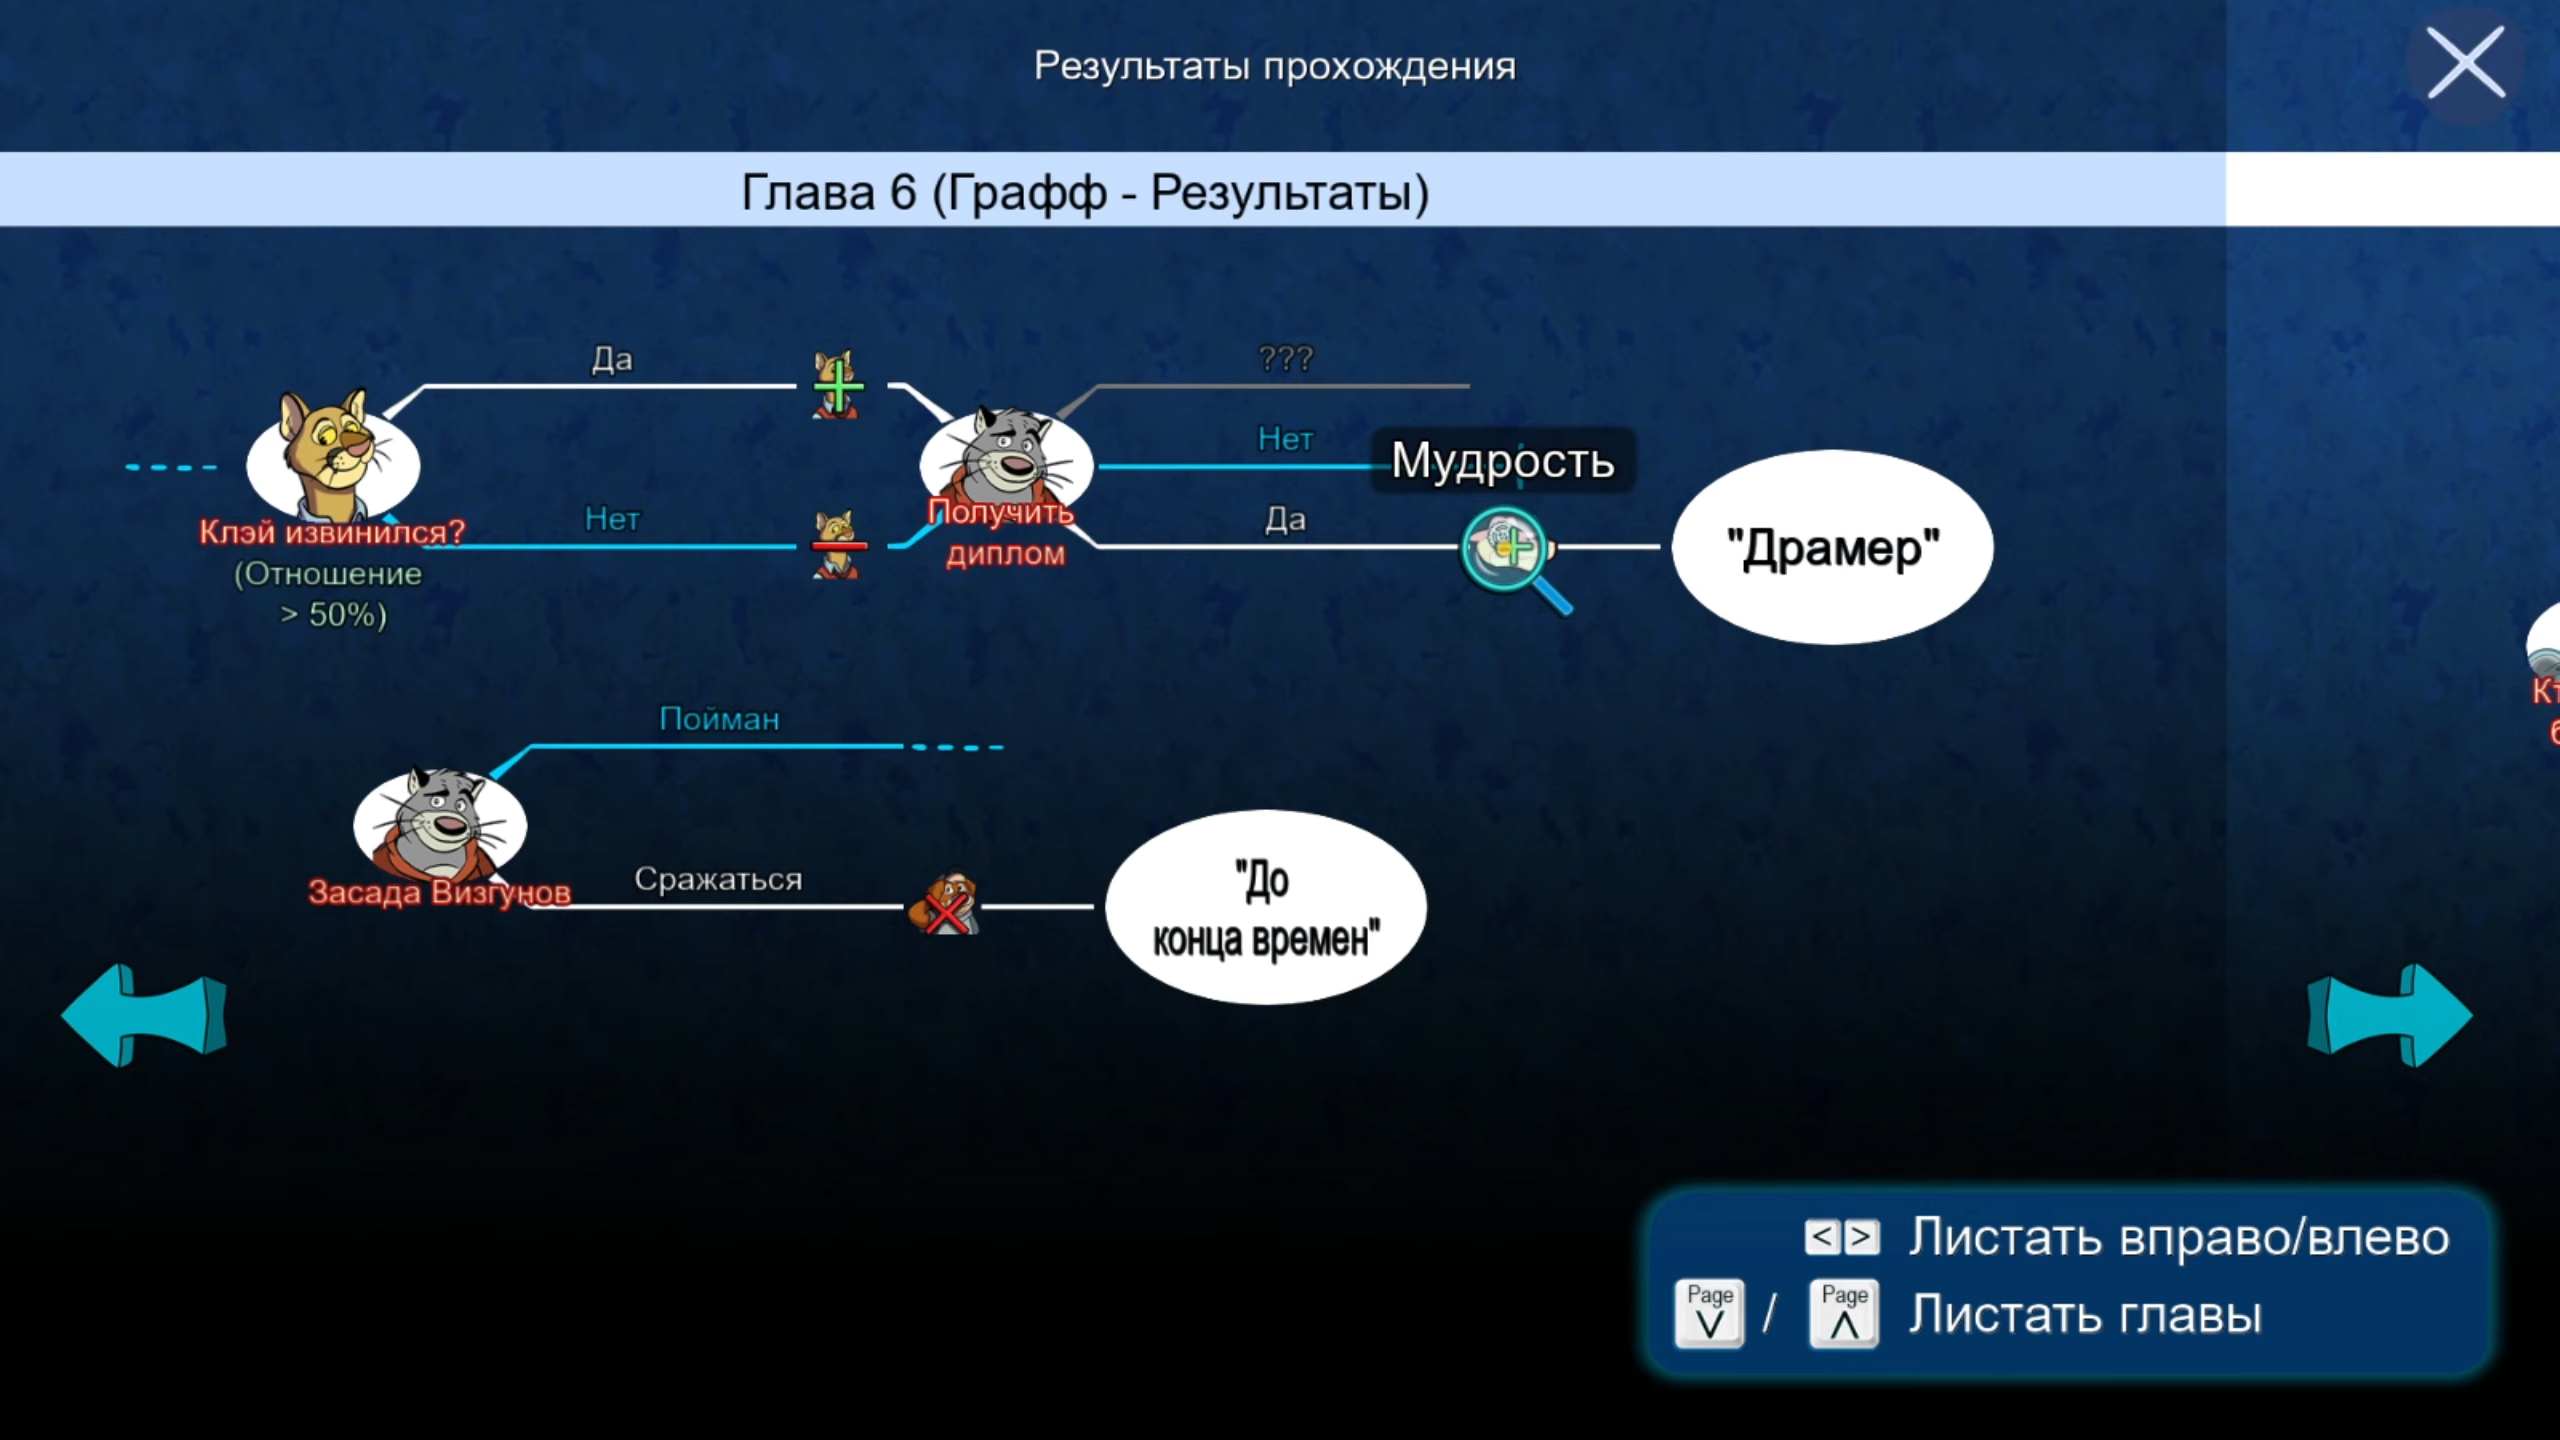 Результаты прохождения
Глава 6 (Графф - Результаты)
Да
???
Нет
Мудрость
Клэй извинился?
(Отношение
> 50%)
Нет
Получить
диплом
Да
"Драмер"
Пойман
Засада Визгунов
Сражаться
"До
конца времен"
< > Листать вправо/влево
Page / Page Листать главы